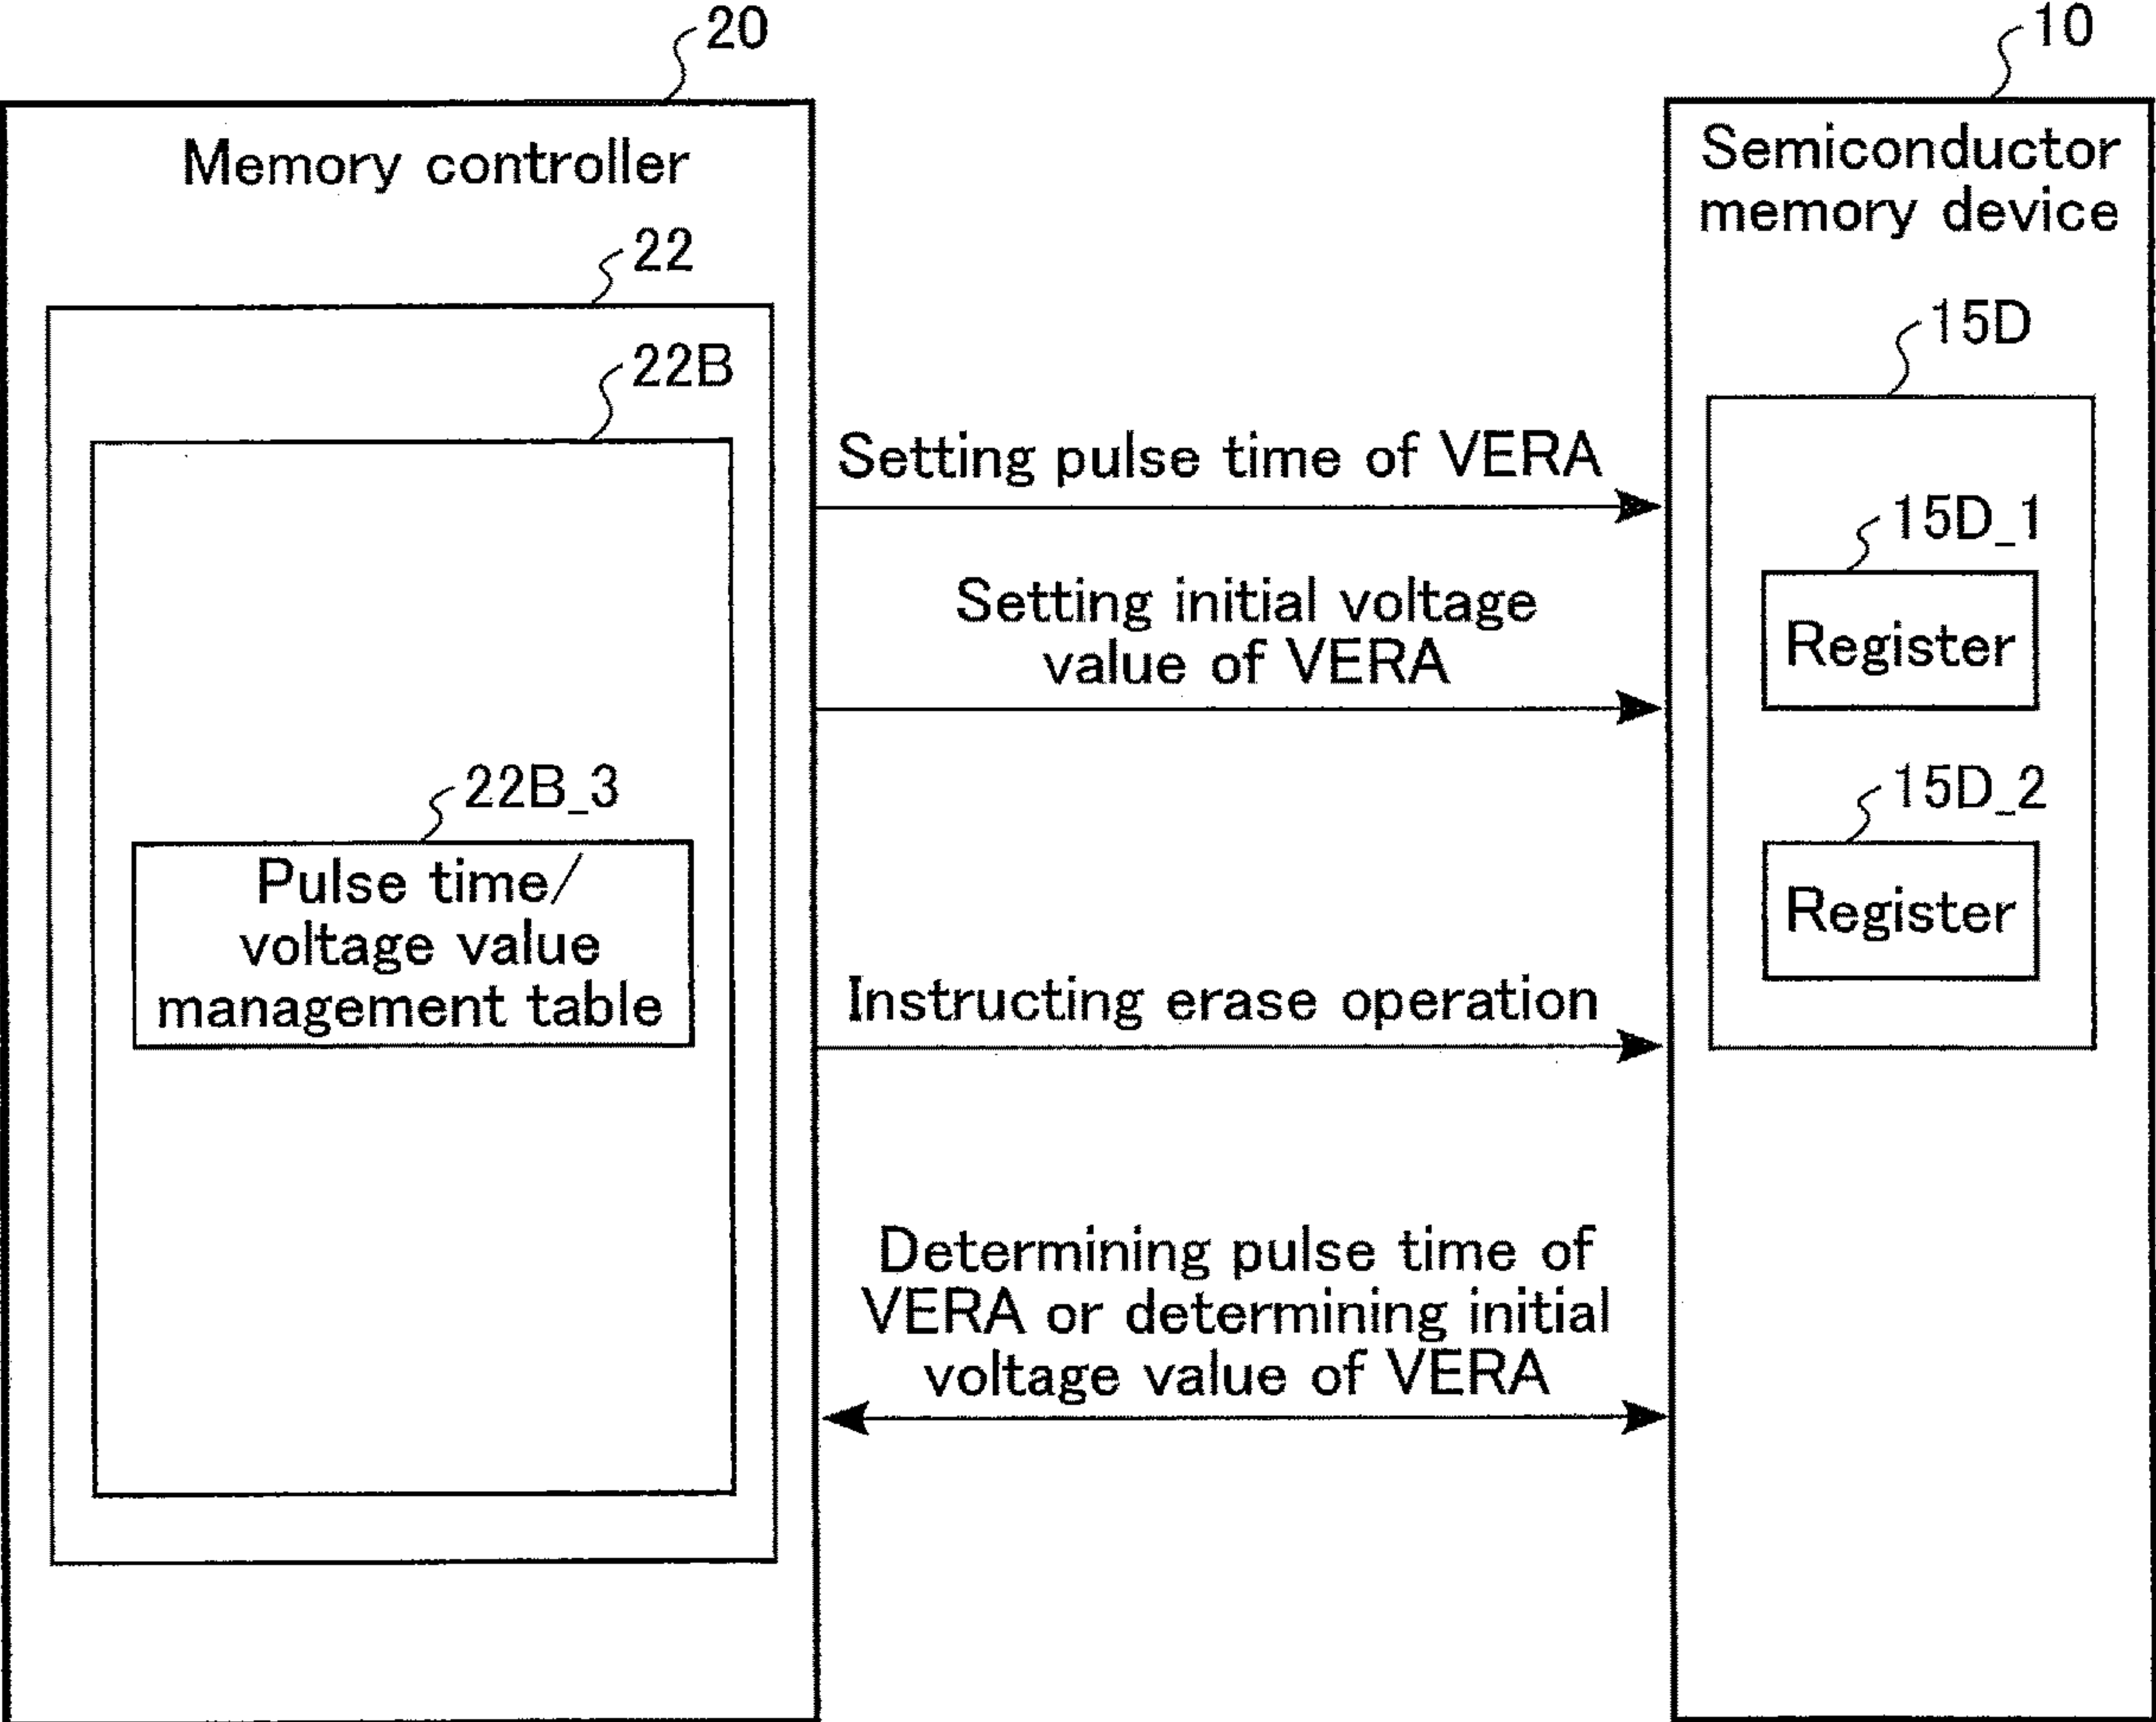 20
10
Memory controller
Semiconductor
memory device
22
22B
15D
Setting pulse time of VERA
15D_1
Register
Setting initial voltage
value of VERA
22B_3
Pulse time/
voltage value
management table
15D_2
Register
Instructing erase operation
Determining pulse time of
VERA or determining initial
voltage value of VERA